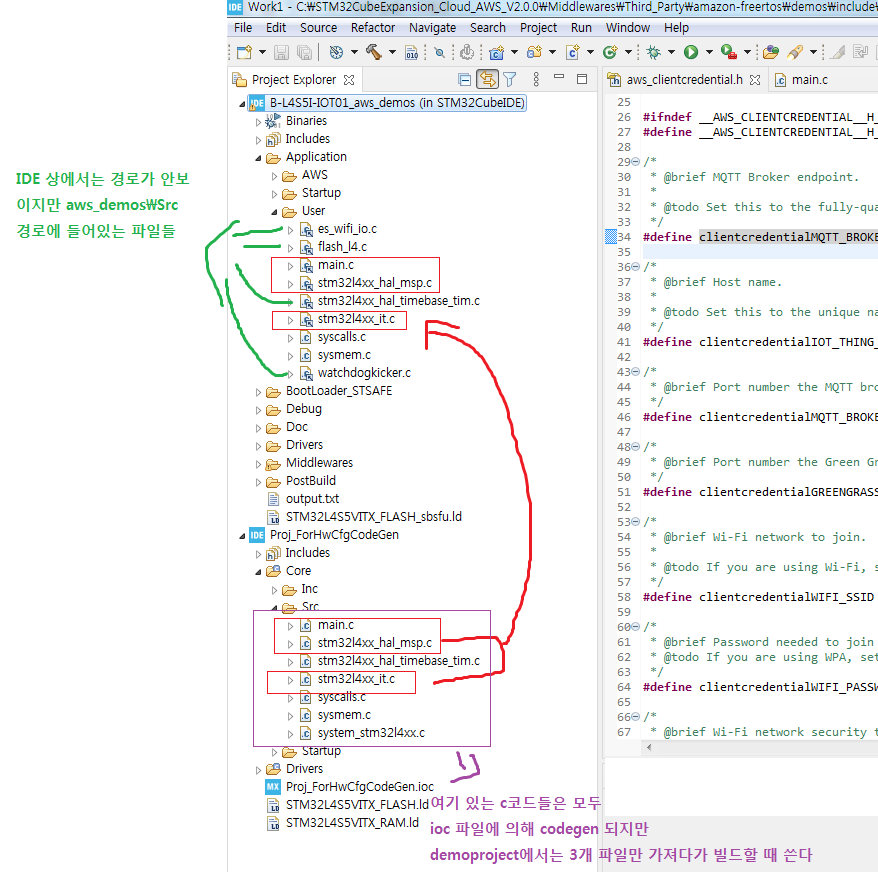 IDE Work1 - C:₩STM32CubeExpansion_Cloud_AWS_V2.0.0₩Middlewares₩Third_Party₩amazon-freertos₩demos₩include₩
File Edit Source Refactor Navigate Search Project Run Window Help
Project Explorer
aws_clientcredential.h
main.c
IDE B-L4S5I-IOT01_aws_demos (in STM32CubeIDE)
Binaries
Includes
Application
AWS
Startup
User
es_wifi_io.c
flash_l4.c
main.c
stm32l4xx_hal_msp.c
stm32l4xx_hal_timebase_tim.c
stm32l4xx_it.c
syscalls.c
sysmem.c
watchdogkicker.c
BootLoader_STSAFE
Debug
Doc
Drivers
Middlewares
PostBuild
output.txt
STM32L4S5VITX_FLASH_sbsfu.ld
IDE Proj_ForHwCfgCodeGen
Includes
Core
Inc
Src
main.c
stm32l4xx_hal_msp.c
stm32l4xx_hal_timebase_tim.c
stm32l4xx_it.c
syscalls.c
sysmem.c
system_stm32l4xx.c
Startup
Drivers
MX Proj_ForHwCfgCodeGen.ioc
STM32L4S5VITX_FLASH.ld
STM32L4S5VITX_RAM.ld
IDE 상에서는 경로가 안보
이지만 aws_demos₩Src
경로에 들어있는 파일들
여기 있는 c코드들은 모두
ioc 파일에 의해 codegen 되지만
demoproject에서는 3개 파일만 가져다가 빌드할 때 쓴다
25
26 #ifndef __AWS_CLIENTCREDENTIAL__H_
27 #define __AWS_CLIENTCREDENTIAL__H_
28
29 /*
30 * @brief MQTT Broker endpoint.
31 *
32 * @todo Set this to the fully-qua
33 */
34 #define clientcredentialMQTT_BROKE
35
36 /*
37 * @brief Host name.
38 *
39 * @todo Set this to the unique na
40 */
41 #define clientcredentialIOT_THING_
42
43 /*
44 * @brief Port number the MQTT bro
45 */
46 #define clientcredentialMQTT_BROKE
47
48 /*
49 * @brief Port number the Green Gr
50 */
51 #define clientcredentialGREENGRASS
52
53 /*
54 * @brief Wi-Fi network to join.
55 *
56 * @todo If you are using Wi-Fi, s
57 */
58 #define clientcredentialWIFI_SSID
59
60 /*
61 * @brief Password needed to join
62 * @todo If you are using WPA, set
63 */
64 #define clientcredentialWIFI_PASSW
65
66 /*
67 * @brief Wi-Fi network security t